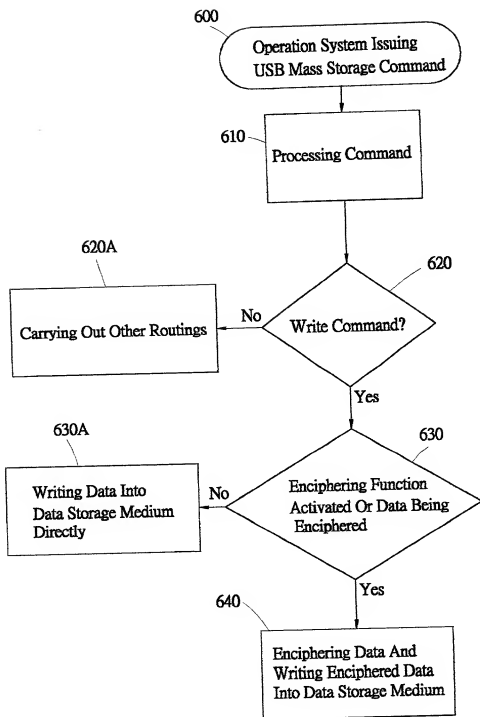 600
Operation System Issuing
USB Mass Storage Command
610
Processing Command
620A
620
Carrying Out Other Routings
No
Write Command?
Yes
630A
630
Writing Data Into
Data Storage Medium
Directly
No
Enciphering Function
Activated Or Data Being
Enciphered
Yes
640
Enciphering Data And
Writing Enciphered Data
Into Data Storage Medium